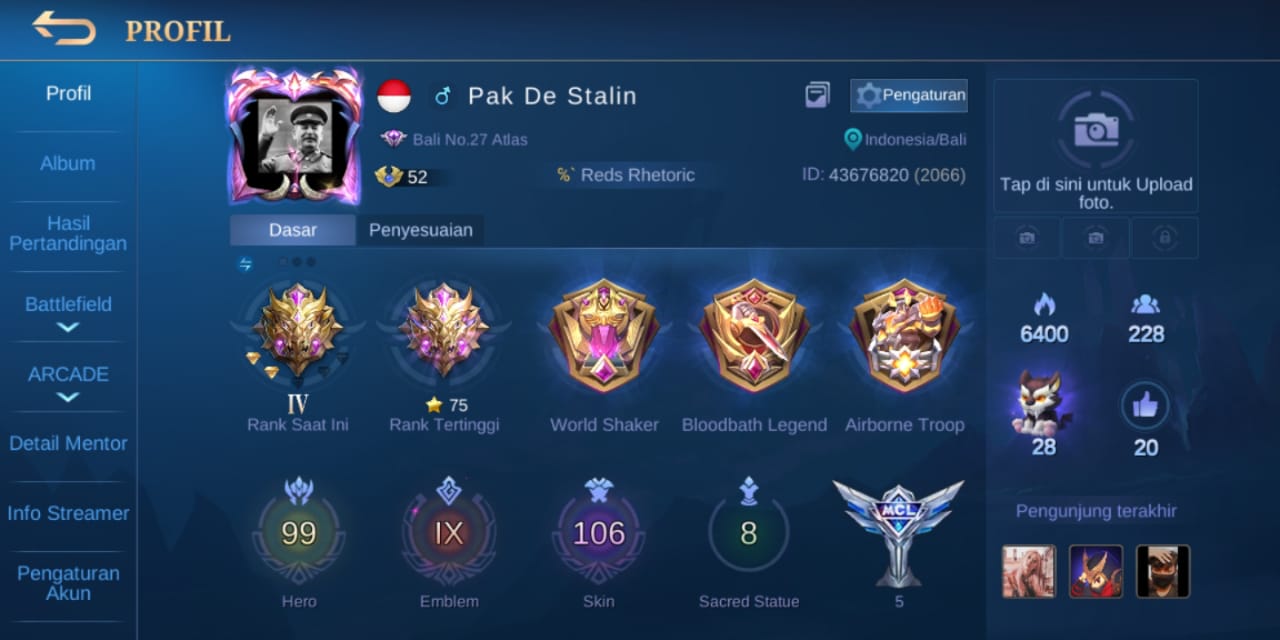 PROFIL
Profil
Album
Hasil
Pertandingan
Battlefield
ARCADE
Detail Mentor
Info Streamer
Pengaturan
Akun
Pak De Stalin
Pengaturan
Bali No.27 Atlas
Indonesia/Bali
52
Reds Rhetoric
ID: 43676820 (2066)
Dasar
Penyesuaian
IV
Rank Saat Ini
75
Rank Tertinggi
World Shaker
Bloodbath Legend
Airborne Troop
99
Hero
IX
Emblem
106
Skin
8
Sacred Statue
MCL
5
Tap di sini untuk Upload
foto.
6400
228
28
20
Pengunjung terakhir